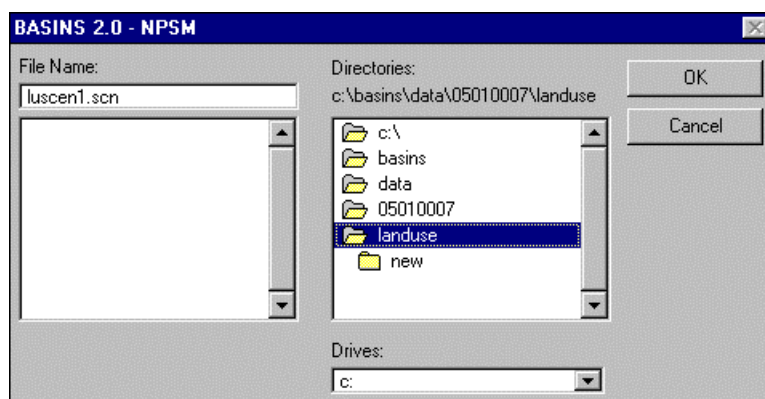 BASINS 2.0 - NPSM
File Name:
luscen1.scn
Directories:
c:\basins\data\05010007\landuse
c:\
basins
data
05010007
landuse
new
Drives:
c:
OK
Cancel